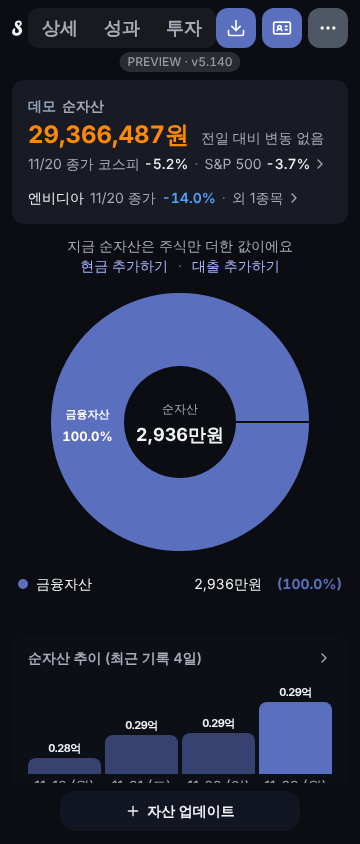 상세 성과 투자
PREVIEW · v5.140
데모 순자산
29,366,487원 전일 대비 변동 없음
11/20 종가 코스피 -5.2% · S&P 500 -3.7%
엔비디아 11/20 종가 -14.0% · 외 1종목
지금 순자산은 주식만 더한 값이에요
현금 추가하기 · 대출 추가하기
금융자산
100.0%
순자산
2,936만원
금융자산 2,936만원 (100.0%)
순자산 추이 (최근 기록 4일)
0.28억 0.29억 0.29억 0.29억
+ 자산 업데이트